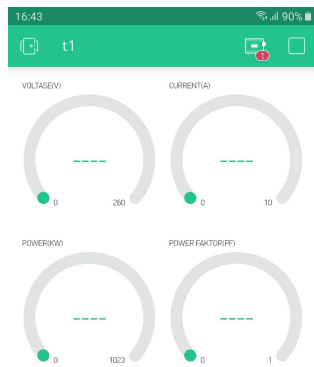 16:43 90%
t1
1
VOLTASE(V) CURRENT(A)
---- ----
0 260 0 10
POWER(KW) POWER FAKTOR(PF)
---- ----
0 1023 0 1